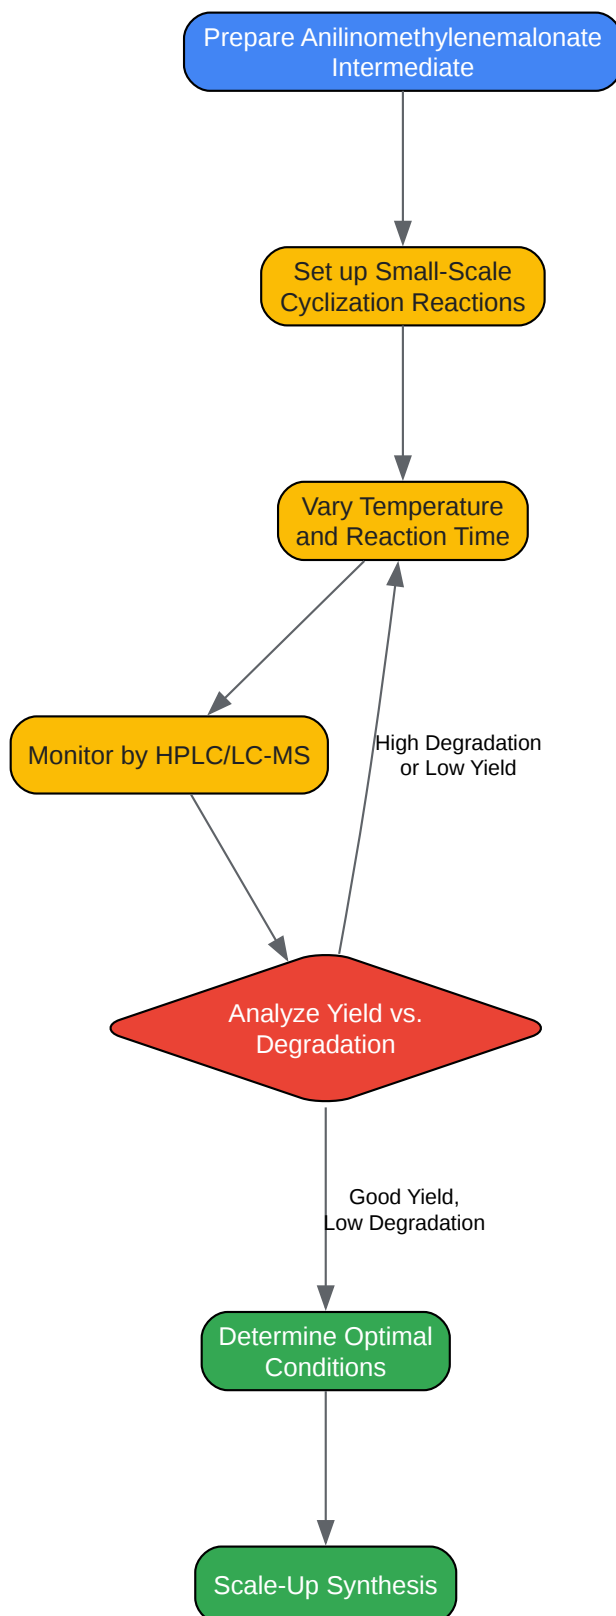 Prepare Anilinomethylenemalonate
Intermediate
Set up Small-Scale
Cyclization Reactions
Vary Temperature
and Reaction Time
Monitor by HPLC/LC-MS
High Degradation
or Low Yield
Analyze Yield vs.
Degradation
Good Yield,
Low Degradation
Determine Optimal
Conditions
Scale-Up Synthesis